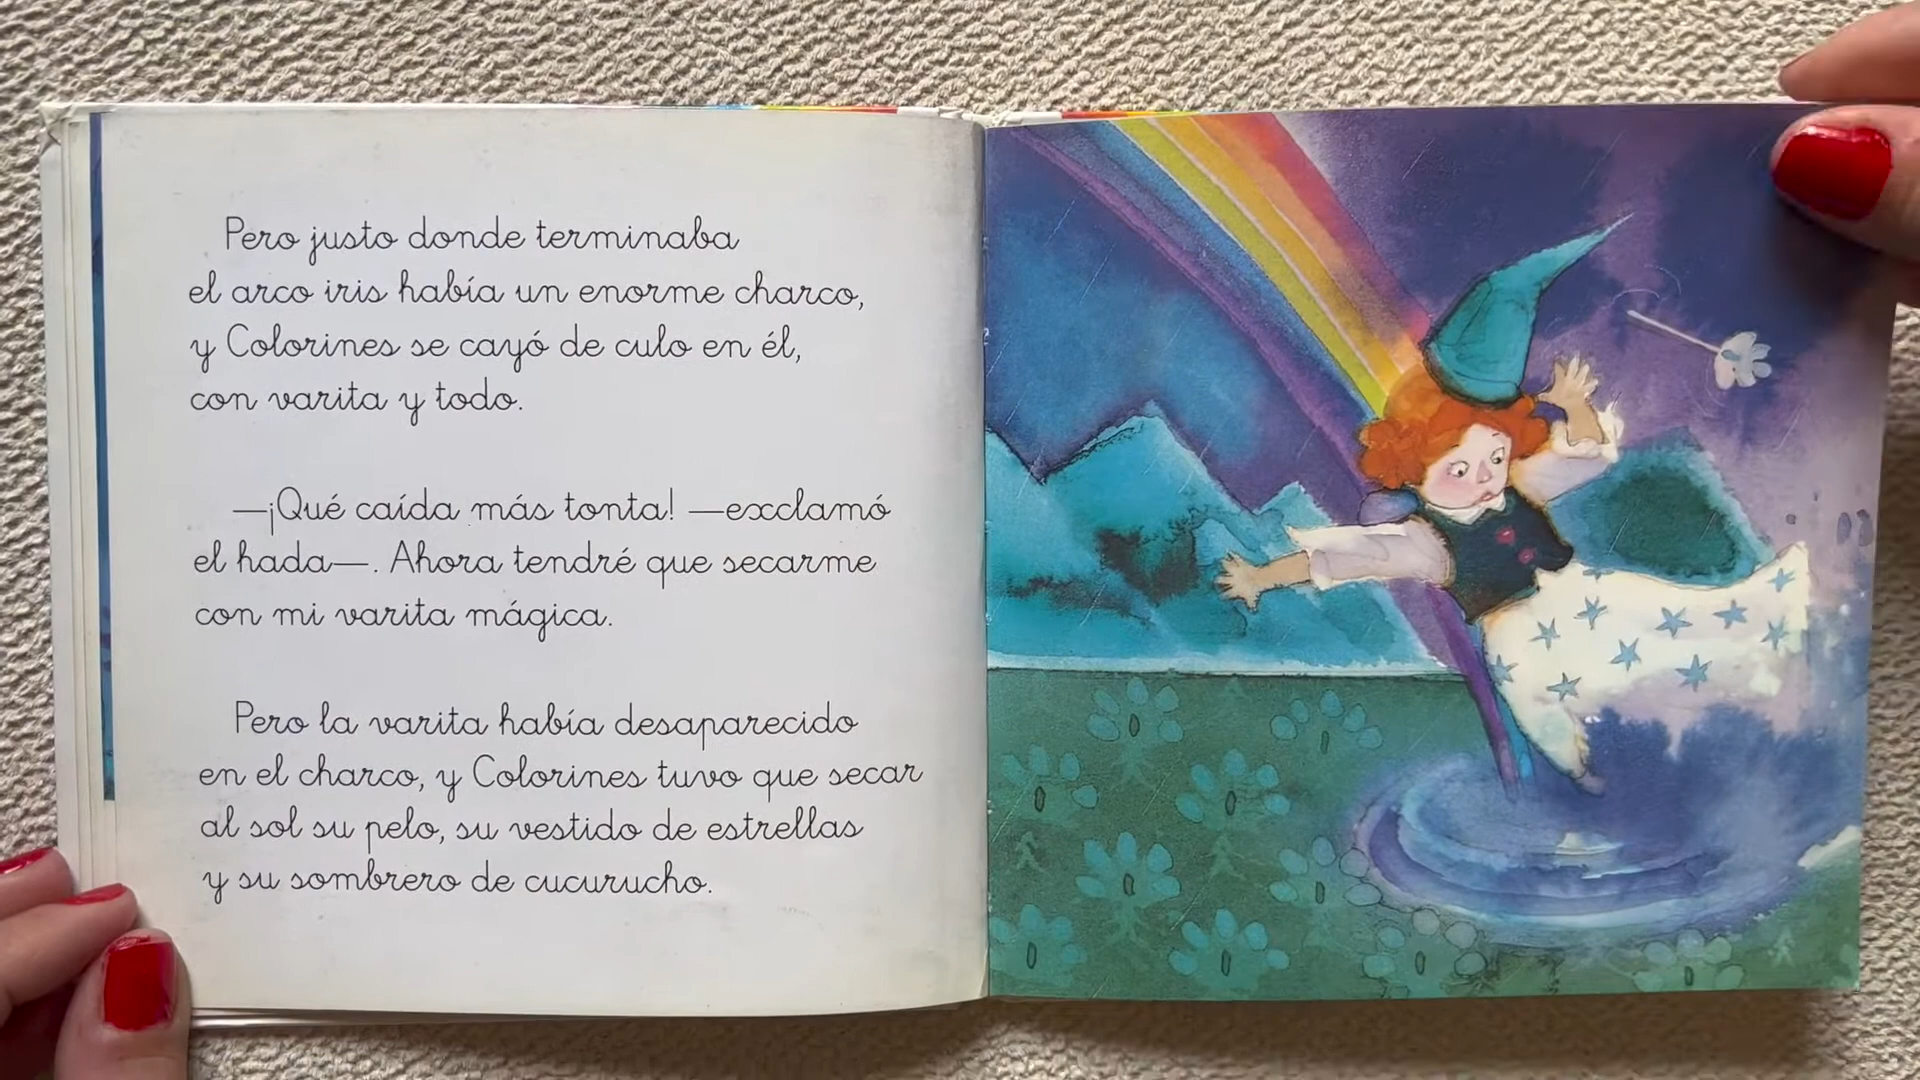 Pero justo donde terminaba
el arco iris había un enorme charco,
y Colorines se cayó de culo en él,
con varita y todo.
—¡Qué caída más tonta! —exclamó
el hada—. Ahora tendré que secarme
con mi varita mágica.
Pero la varita había desaparecido
en el charco, y Colorines tuvo que secar
al sol su pelo, su vestido de estrellas
y su sombrero de cucurucho.